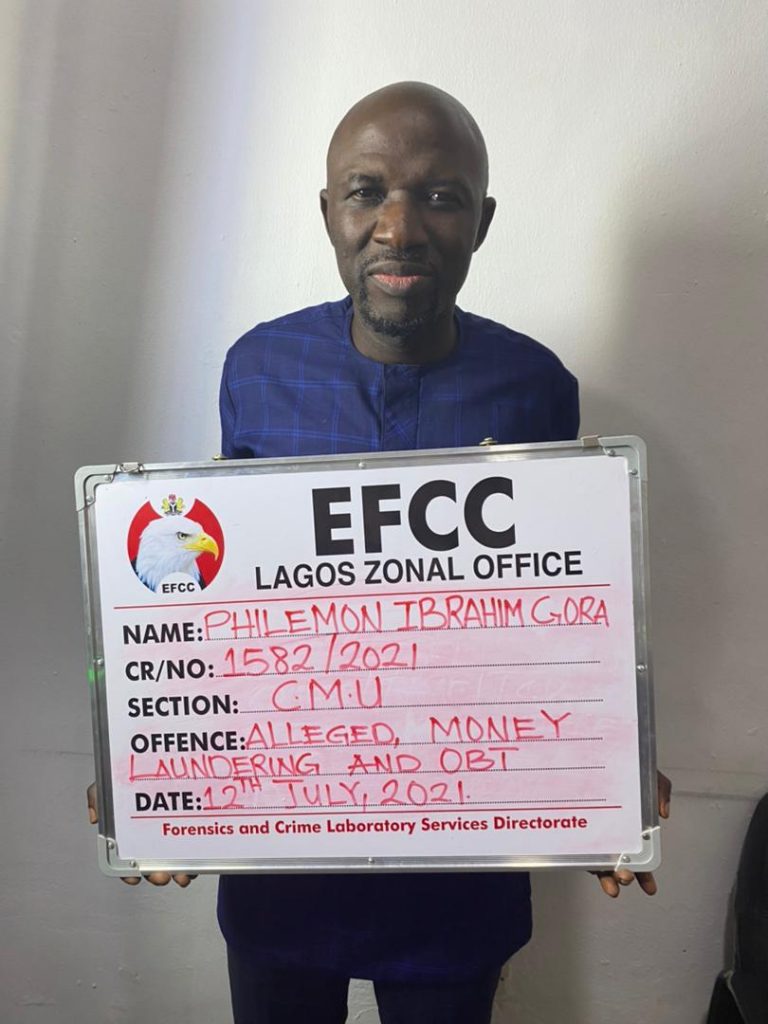 EFCC
EFCC
LAGOS ZONAL OFFICE
NAME: PHILEMON IBRAHIM GORA
CR/NO: 1582/2021
SECTION: C.M.U
OFFENCE: ALLEGED, MONEY
LAUNDERING AND OBT
DATE: 12TH JULY, 2021.
Forensics and Crime Laboratory Services Directorate